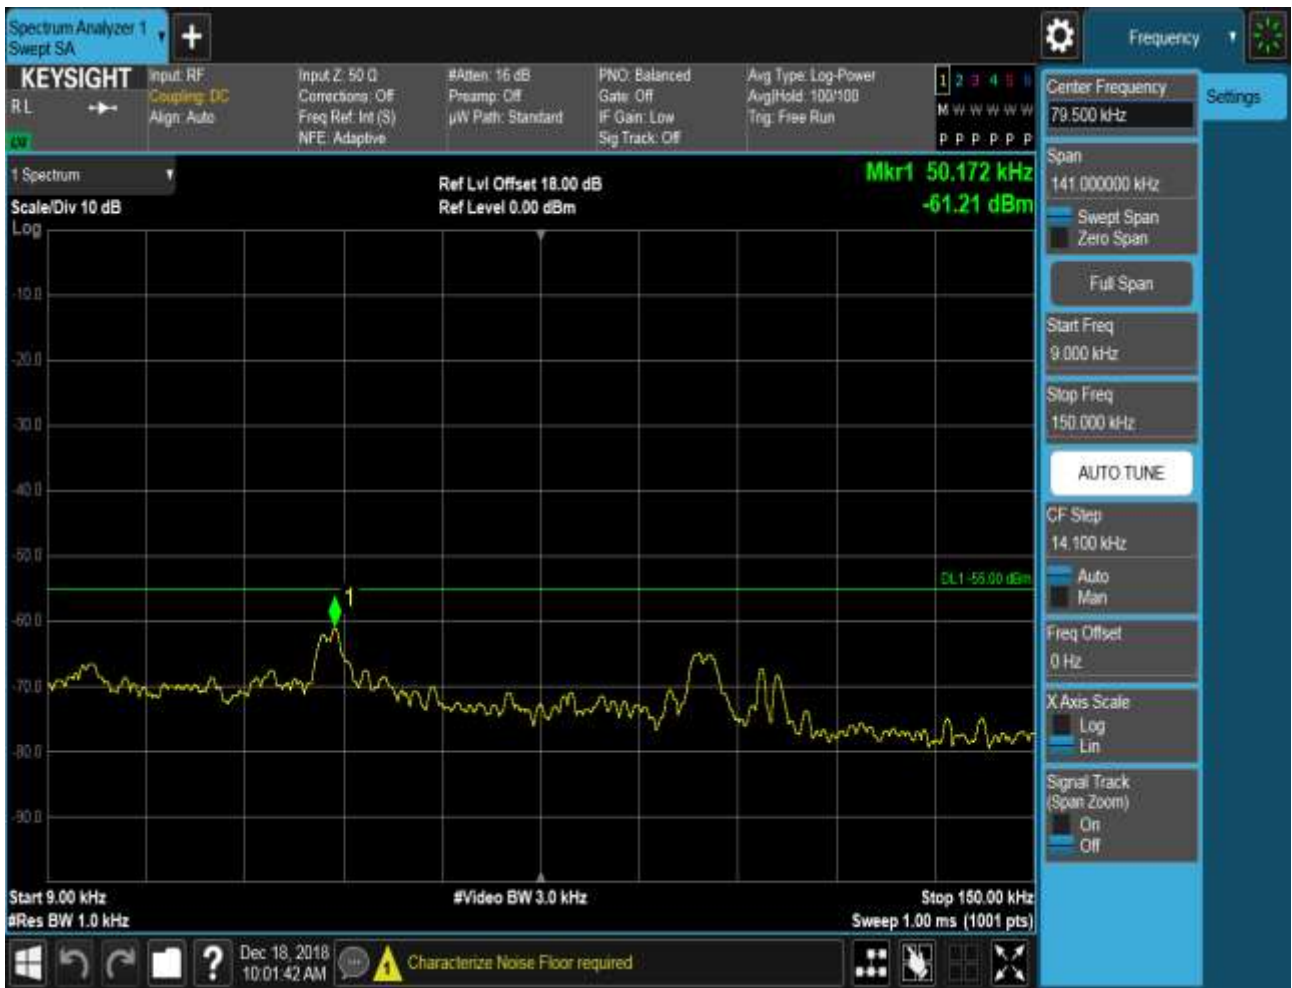 Spectrum Analyzer 1
Swept SA
+
Frequency
KEYSIGHT
R L
Input: RF
Coupling: DC
Align: Auto
Input Z: 50 Ω
Corrections: Off
Freq Ref: Int (S)
NFE: Adaptive
#Atten: 16 dB
Preamp: Off
µW Path: Standard
PNO: Balanced
Gate: Off
IF Gain: Low
Sig Track: Off
Avg Type: Log-Power
Avg|Hold: 100/100
Trig: Free Run
1 2 3 4 5 6
M W W W W W
P P P P P P
1 Spectrum
Scale/Div 10 dB
Log
Ref Lvl Offset 18.00 dB
Ref Level 0.00 dBm
Mkr1 50.172 kHz
-61.21 dBm
-10.0
-20.0
-30.0
-40.0
-50.0
DL1 -55.00 dBm
1
-60.0
-70.0
-80.0
-90.0
Start 9.00 kHz
#Res BW 1.0 kHz
#Video BW 3.0 kHz
Stop 150.00 kHz
Sweep 1.00 ms (1001 pts)
?
Dec 18, 2018
10:01:42 AM
1
Characterize Noise Floor required
Center Frequency
79.500 kHz
Settings
Span
141.000000 kHz
Swept Span
Zero Span
Full Span
Start Freq
9.000 kHz
Stop Freq
150.000 kHz
AUTO TUNE
CF Step
14.100 kHz
Auto
Man
Freq Offset
0 Hz
X Axis Scale
Log
Lin
Signal Track
(Span Zoom)
On
Off